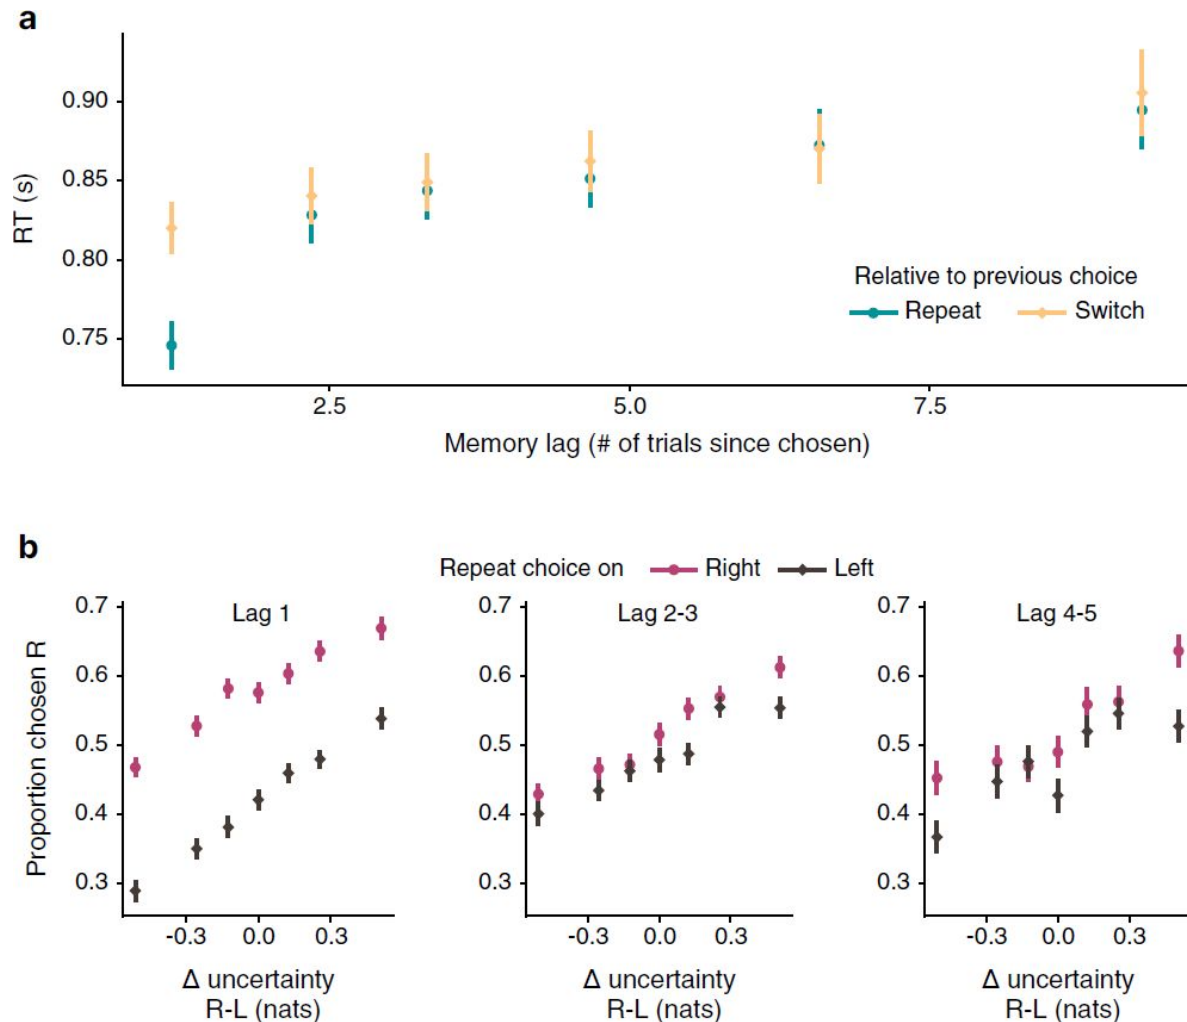 a
0.90
0.85
0.80
0.75
RT (s)
Relative to previous choice
Repeat Switch
2.5 5.0 7.5
Memory lag (# of trials since chosen)
b
Repeat choice on Right Left
Lag 1 Lag 2-3 Lag 4-5
0.7 0.7 0.7
0.6 0.6 0.6
0.5 0.5 0.5
0.4 0.4 0.4
0.3 0.3 0.3
Proportion chosen R
-0.3 0.0 0.3 -0.3 0.0 0.3 -0.3 0.0 0.3
Δ uncertainty Δ uncertainty Δ uncertainty
R-L (nats) R-L (nats) R-L (nats)